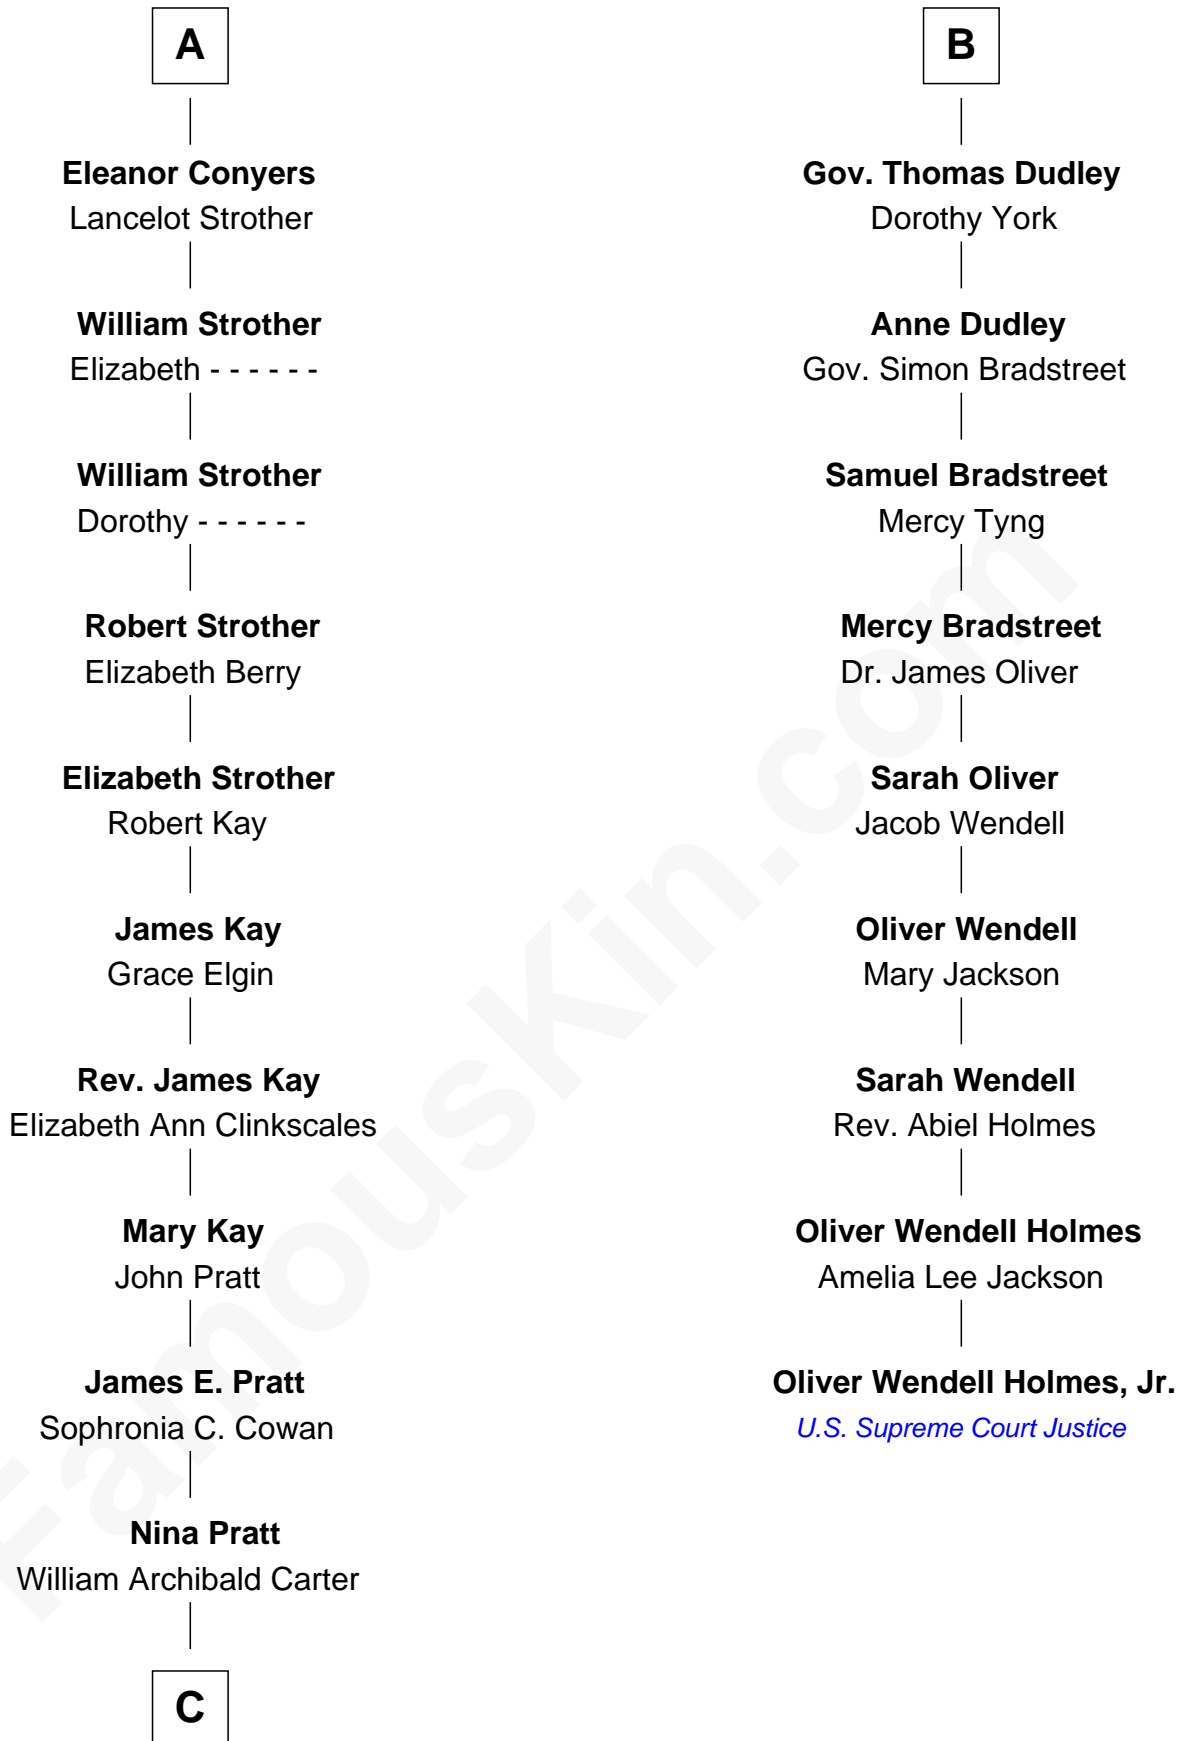 A
Eleanor Conyers
Lancelot Strother
William Strother
Elizabeth - - - - - -
William Strother
Dorothy - - - - - -
Robert Strother
Elizabeth Berry
Elizabeth Strother
Robert Kay
James Kay
Grace Elgin
Rev. James Kay
Elizabeth Ann Clinkscales
Mary Kay
John Pratt
James E. Pratt
Sophronia C. Cowan
Nina Pratt
William Archibald Carter
C
B
Gov. Thomas Dudley
Dorothy York
Anne Dudley
Gov. Simon Bradstreet
Samuel Bradstreet
Mercy Tyng
Mercy Bradstreet
Dr. James Oliver
Sarah Oliver
Jacob Wendell
Oliver Wendell
Mary Jackson
Sarah Wendell
Rev. Abiel Holmes
Oliver Wendell Holmes
Amelia Lee Jackson
Oliver Wendell Holmes, Jr.
U.S. Supreme Court Justice
FamousKin.com